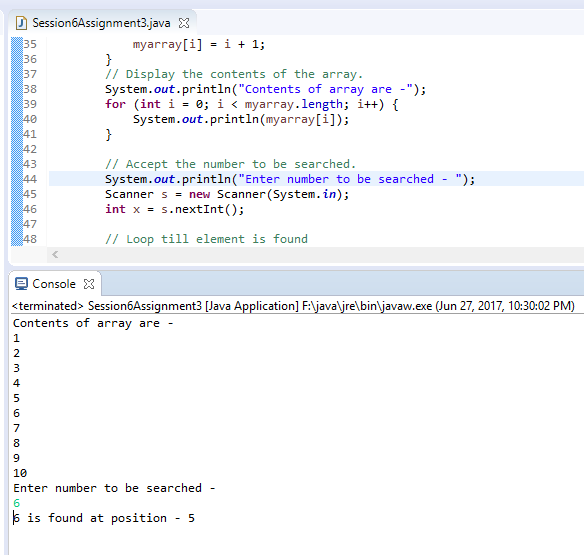 Session6Assignment3.java
35 myarray[i] = i + 1;
36 }
37 // Display the contents of the array.
38 System.out.println("Contents of array are -");
39 for (int i = 0; i < myarray.length; i++) {
40 System.out.println(myarray[i]);
41 }
42
43 // Accept the number to be searched.
44 System.out.println("Enter number to be searched - ");
45 Scanner s = new Scanner(System.in);
46 int x = s.nextInt();
47
48 // Loop till element is found
Console
<terminated> Session6Assignment3 [Java Application] F:\java\jre\bin\javaw.exe (Jun 27, 2017, 10:30:02 PM)
Contents of array are -
1
2
3
4
5
6
7
8
9
10
Enter number to be searched -
6
6 is found at position - 5